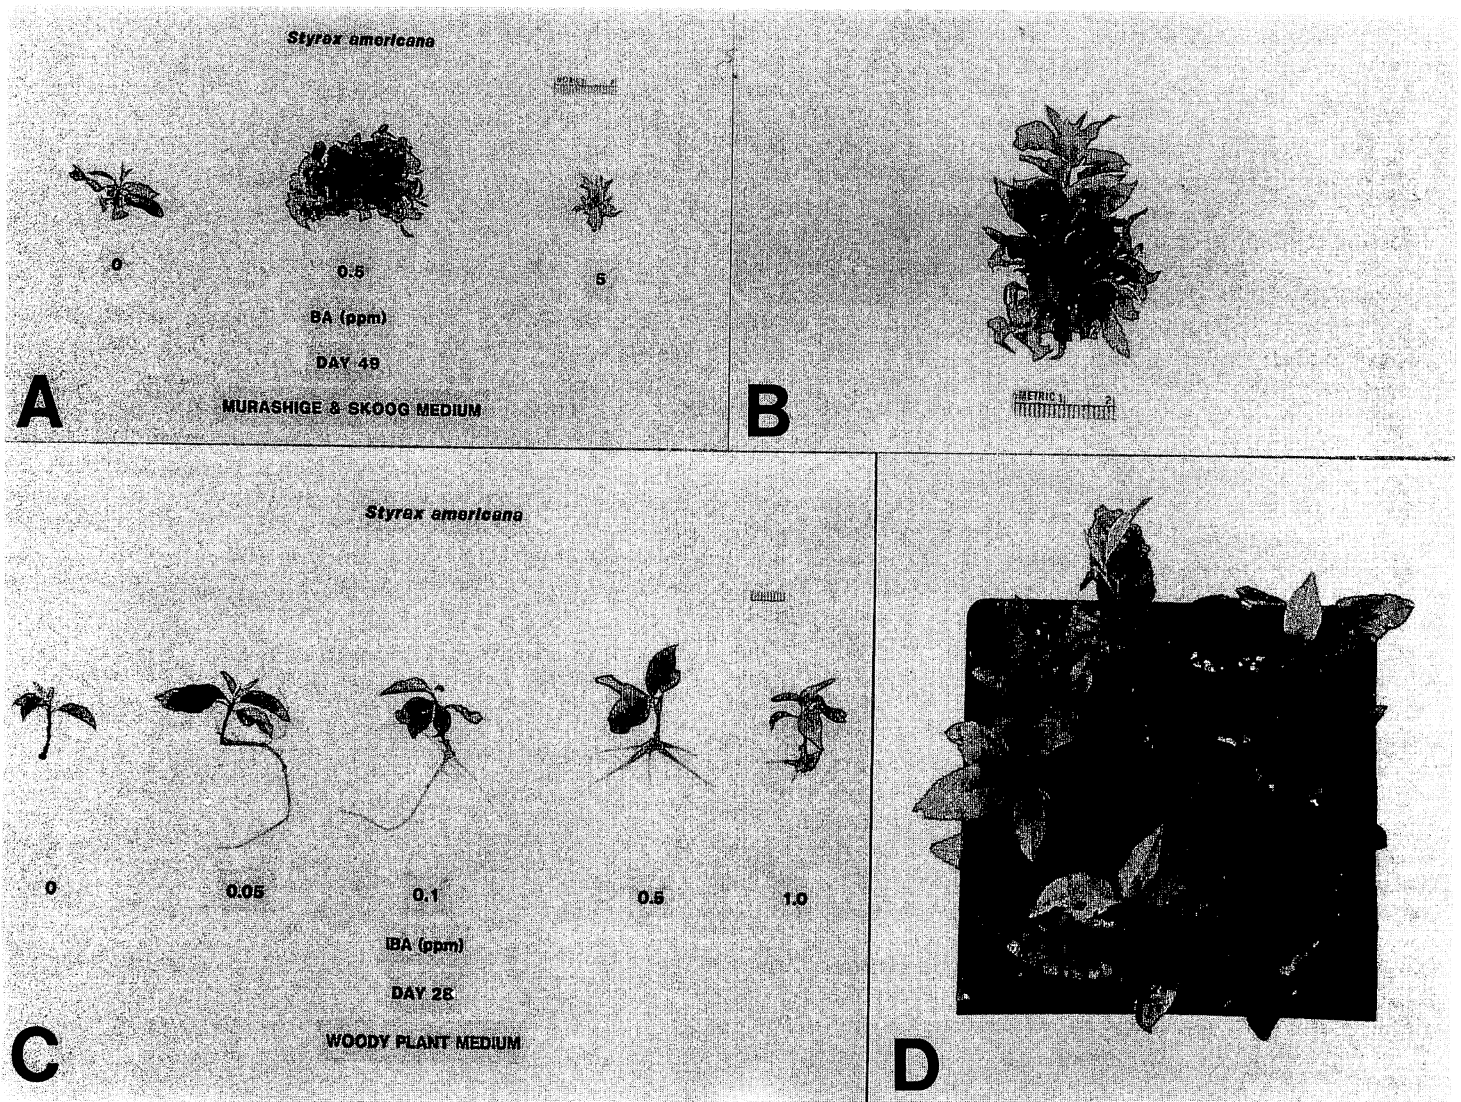 Styrax americana
0
0.5
5
BA (ppm)
DAY 49
MURASHIGE & SKOOG MEDIUM
A
METRIC 1 2
B
Styrax americana
0
0.05
0.1
0.5
1.0
IBA (ppm)
DAY 28
WOODY PLANT MEDIUM
C
D